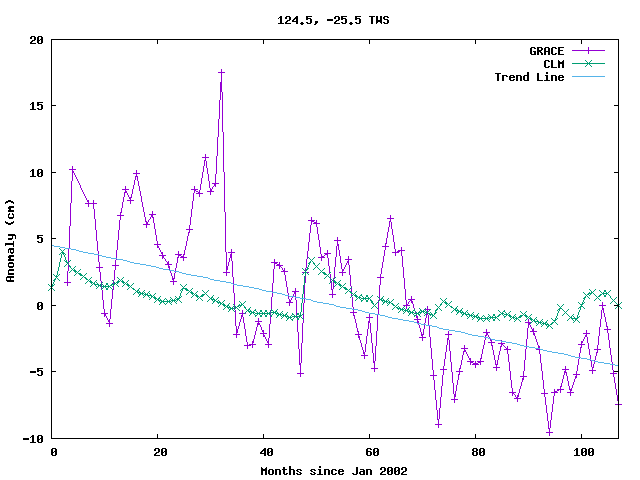 124.5, -25.5 TWS
GRACE
CLM
Trend Line
20
15
10
5
0
-5
-10
Anomaly (cm)
0 20 40 60 80 100
Months since Jan 2002